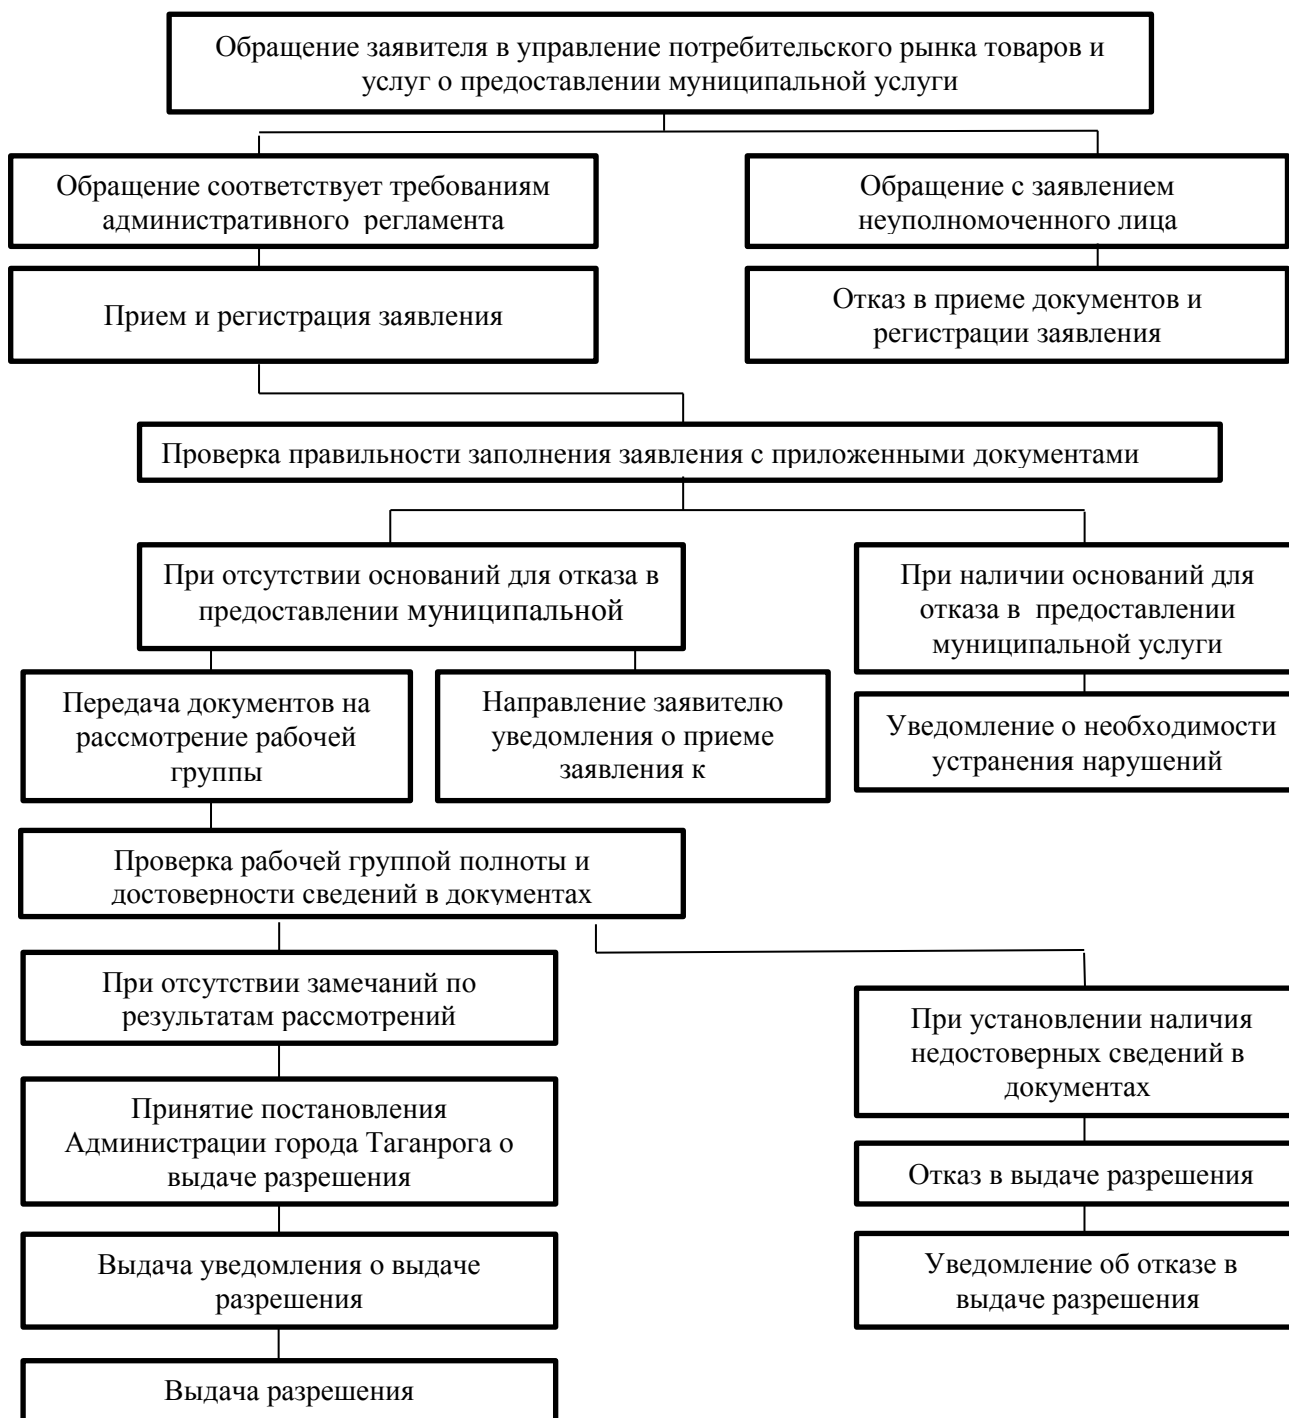 Обращение заявителя в управление потребительского рынка товаров и
услуг о предоставлении муниципальной услуги
Обращение соответствует требованиям
административного регламента
Обращение с заявлением
неуполномоченного лица
Прием и регистрация заявления
Отказ в приеме документов и
регистрации заявления
Проверка правильности заполнения заявления с приложенными документами
При отсутствии оснований для отказа в
предоставлении муниципальной
При наличии оснований для
отказа в предоставлении
муниципальной услуги
Передача документов на
рассмотрение рабочей
группы
Направление заявителю
уведомления о приеме
заявления к
Уведомление о необходимости
устранения нарушений
Проверка рабочей группой полноты и
достоверности сведений в документах
При отсутствии замечаний по
результатам рассмотрений
При установлении наличия
недостоверных сведений в
документах
Принятие постановления
Администрации города Таганрога о
выдаче разрешения
Отказ в выдаче разрешения
Выдача уведомления о выдаче
разрешения
Уведомление об отказе в
выдаче разрешения
Выдача разрешения